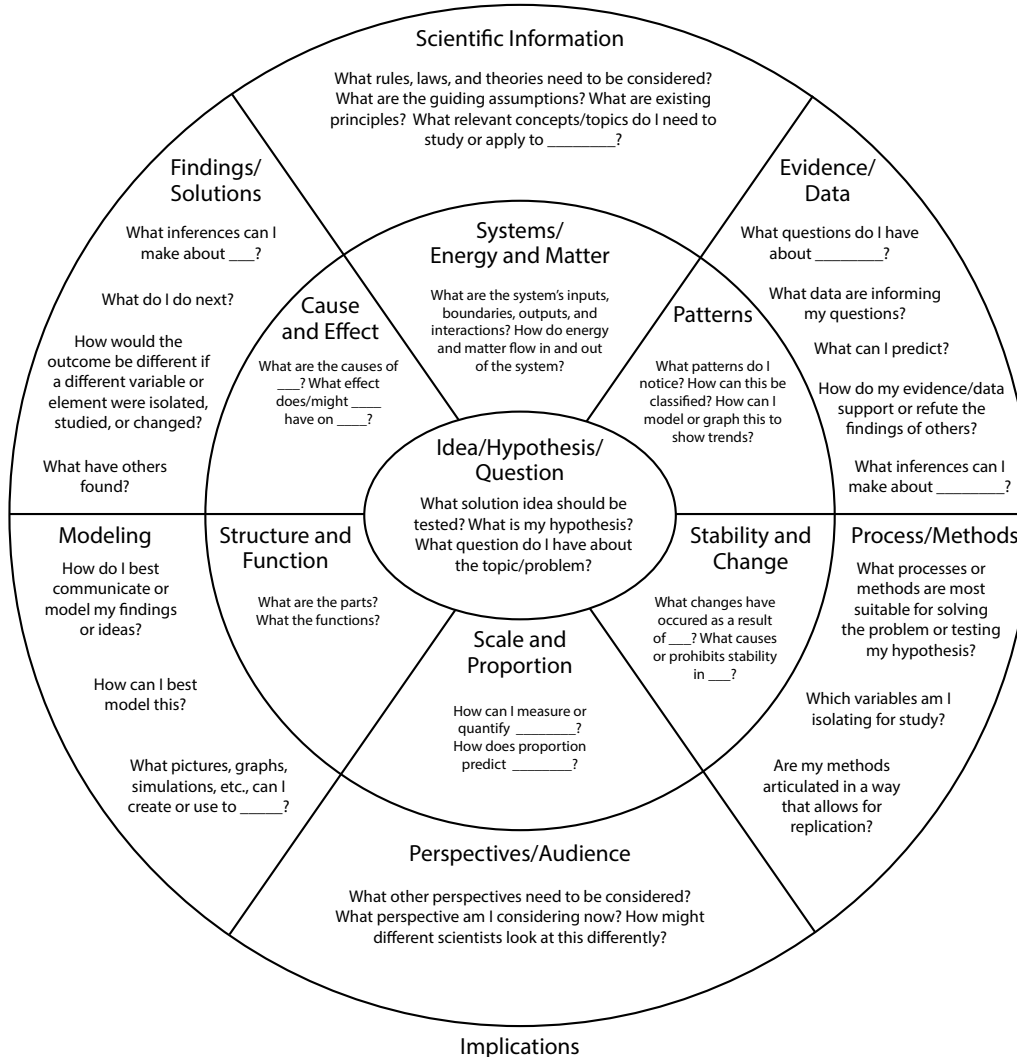 Scientific Information
What rules, laws, and theories need to be considered?
What are the guiding assumptions? What are existing
principles? What relevant concepts/topics do I need to
study or apply to ________?
Findings/
Solutions
What inferences can I
make about ___?
What do I do next?
How would the
outcome be different if
a different variable or
element were isolated,
studied, or changed?
What have others
found?
Evidence/
Data
What questions do I have
about ________?
What data are informing
my questions?
What can I predict?
How do my evidence/data
support or refute the
findings of others?
What inferences can I
make about ________?
Systems/
Energy and Matter
What are the system's inputs,
boundaries, outputs, and
interactions? How do energy
and matter flow in and out
of the system?
Cause
and Effect
What are the causes of
___? What effect
does/might ____
have on ____?
Patterns
What patterns do I
notice? How can this be
classified? How can I
model or graph this to
show trends?
Idea/Hypothesis/
Question
What solution idea should be
tested? What is my hypothesis?
What question do I have about
the topic/problem?
Modeling
How do I best
communicate or
model my findings
or ideas?
How can I best
model this?
What pictures, graphs,
simulations, etc., can I
create or use to _____?
Structure and
Function
What are the parts?
What the functions?
Scale and
Proportion
How can I measure or
quantify ________?
How does proportion
predict ________?
Stability and
Change
What changes have
occured as a result
of ___? What causes
or prohibits stability
in ___?
Process/Methods
What processes or
methods are most
suitable for solving
the problem or testing
my hypothesis?
Which variables am I
isolating for study?
Are my methods
articulated in a way
that allows for
replication?
Perspectives/Audience
What other perspectives need to be considered?
What perspective am I considering now? How might
different scientists look at this differently?
Implications